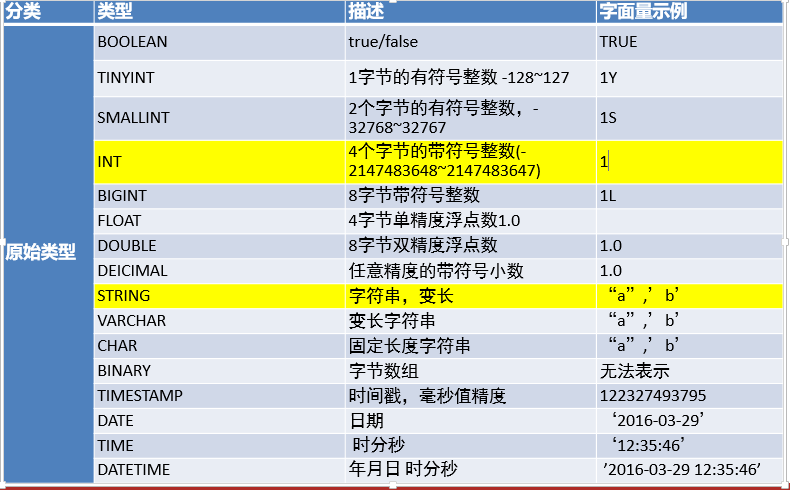 分类 类型 描述 字面量示例
原始类型
BOOLEAN true/false TRUE
TINYINT 1字节的有符号整数 -128~127 1Y
SMALLINT 2个字节的有符号整数，-
32768~32767 1S
INT 4个字节的带符号整数(-
2147483648~2147483647) 1
BIGINT 8字节带符号整数 1L
FLOAT 4字节单精度浮点数1.0
DOUBLE 8字节双精度浮点数 1.0
DEICIMAL 任意精度的带符号小数 1.0
STRING 字符串，变长 “a”,’b’
VARCHAR 变长字符串 “a”,’b’
CHAR 固定长度字符串 “a”,’b’
BINARY 字节数组 无法表示
TIMESTAMP 时间戳，毫秒值精度 122327493795
DATE 日期 ‘2016-03-29’
TIME 时分秒 ‘12:35:46’
DATETIME 年月日 时分秒 ’2016-03-29 12:35:46’